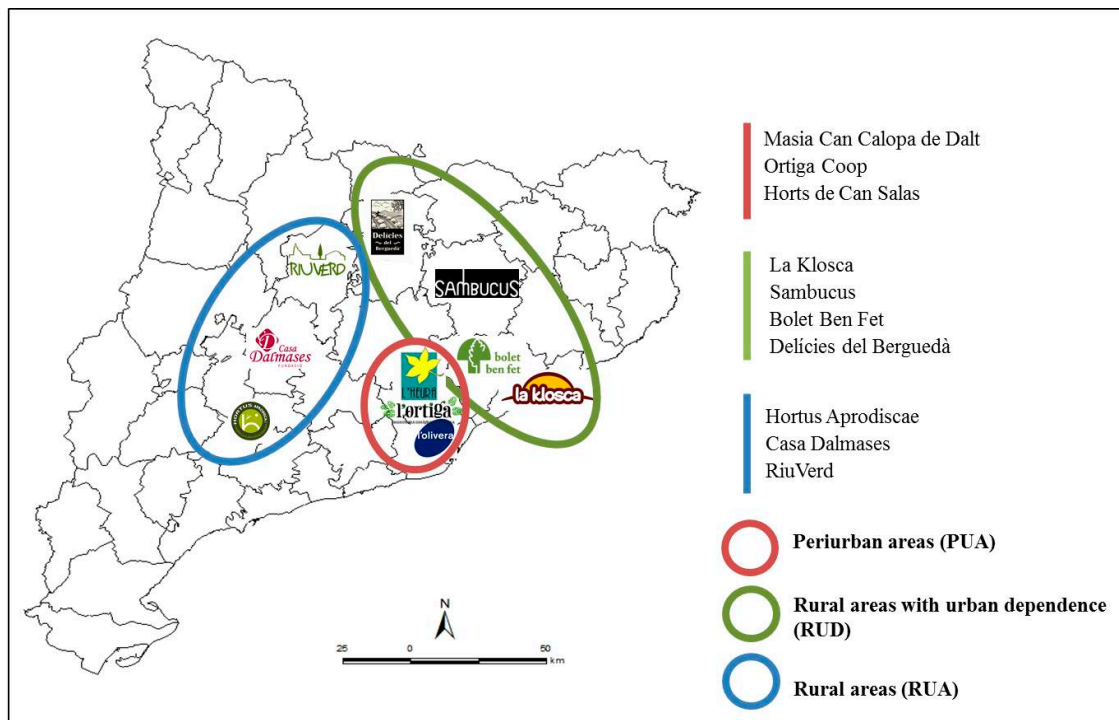 Delícies
del
Berguedà
RIUVERD
SAMBUCUS
Casa
Dalmases
FUNDACIÓ
bolet
ben fet
L'HEURA
la klosca
l'ortiga
l'olivera
N
25
0
50
km
Masia Can Calopa de Dalt
Ortiga Coop
Horts de Can Salas
La Klosca
Sambucus
Bolet Ben Fet
Delícies del Berguedà
Hortus Aprodiscae
Casa Dalmases
RiuVerd
Periurban areas (PUA)
Rural areas with urban dependence
(RUD)
Rural areas (RUA)